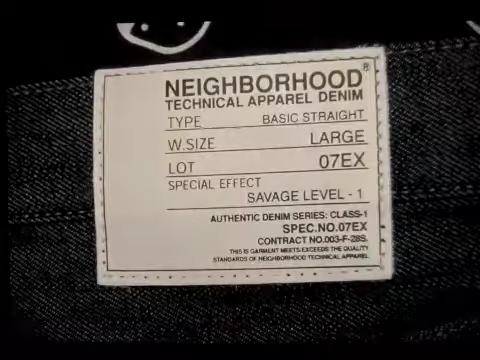 NEIGHBORHOOD®
TECHNICAL APPAREL DENIM
TYPE BASIC STRAIGHT
W.SIZE LARGE
LOT 07EX
SPECIAL EFFECT
SAVAGE LEVEL - 1
AUTHENTIC DENIM SERIES: CLASS-1
SPEC.NO.07EX
CONTRACT NO.003-F-28S.
THIS IS GARMENT MEETS/EXCEEDS THE QUALITY
STANDARDS OF NEIGHBORHOOD TECHNICAL APPAREL